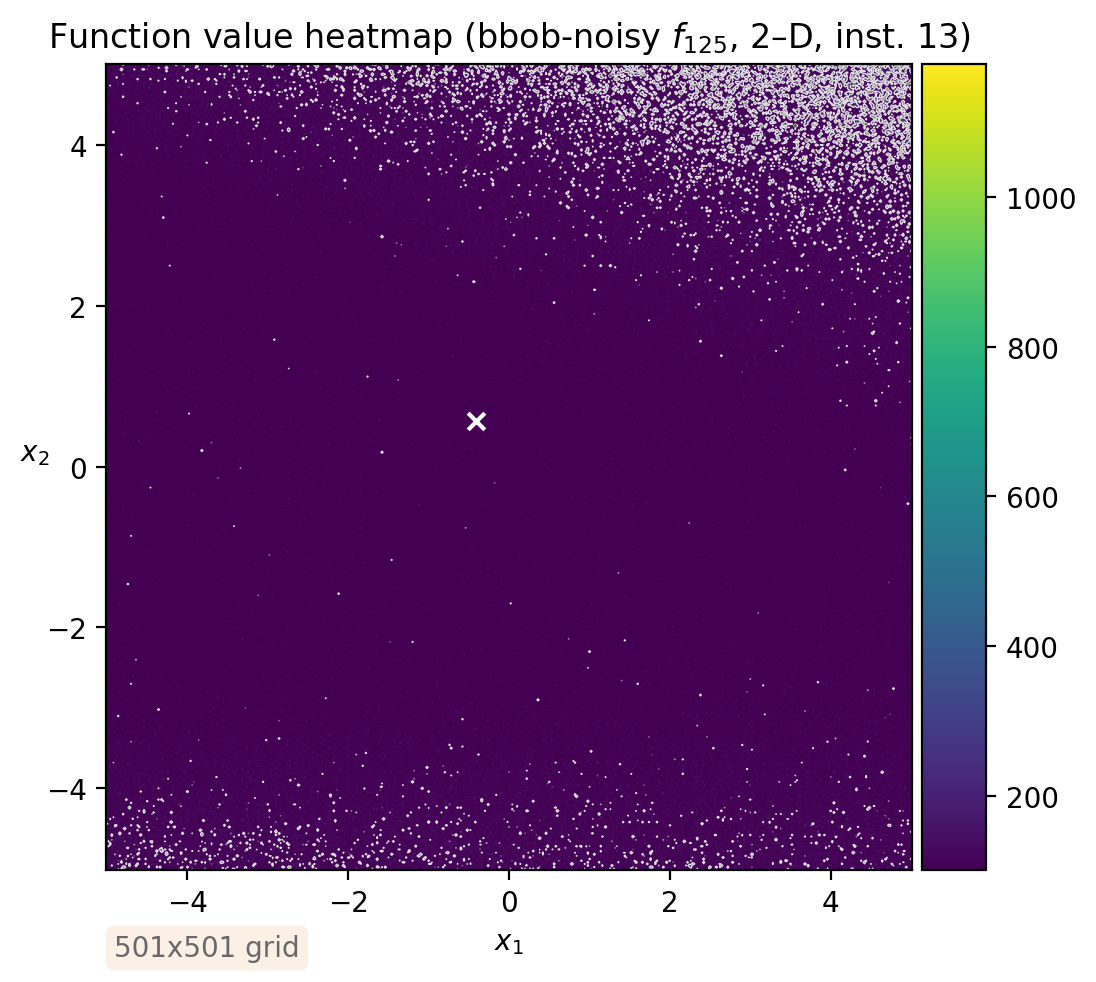 Function value heatmap (bbob-noisy f125, 2–D, inst. 13)
4
2
0
−2
−4
x2
−4 −2 0 2 4
x1
1000
800
600
400
200
501x501 grid